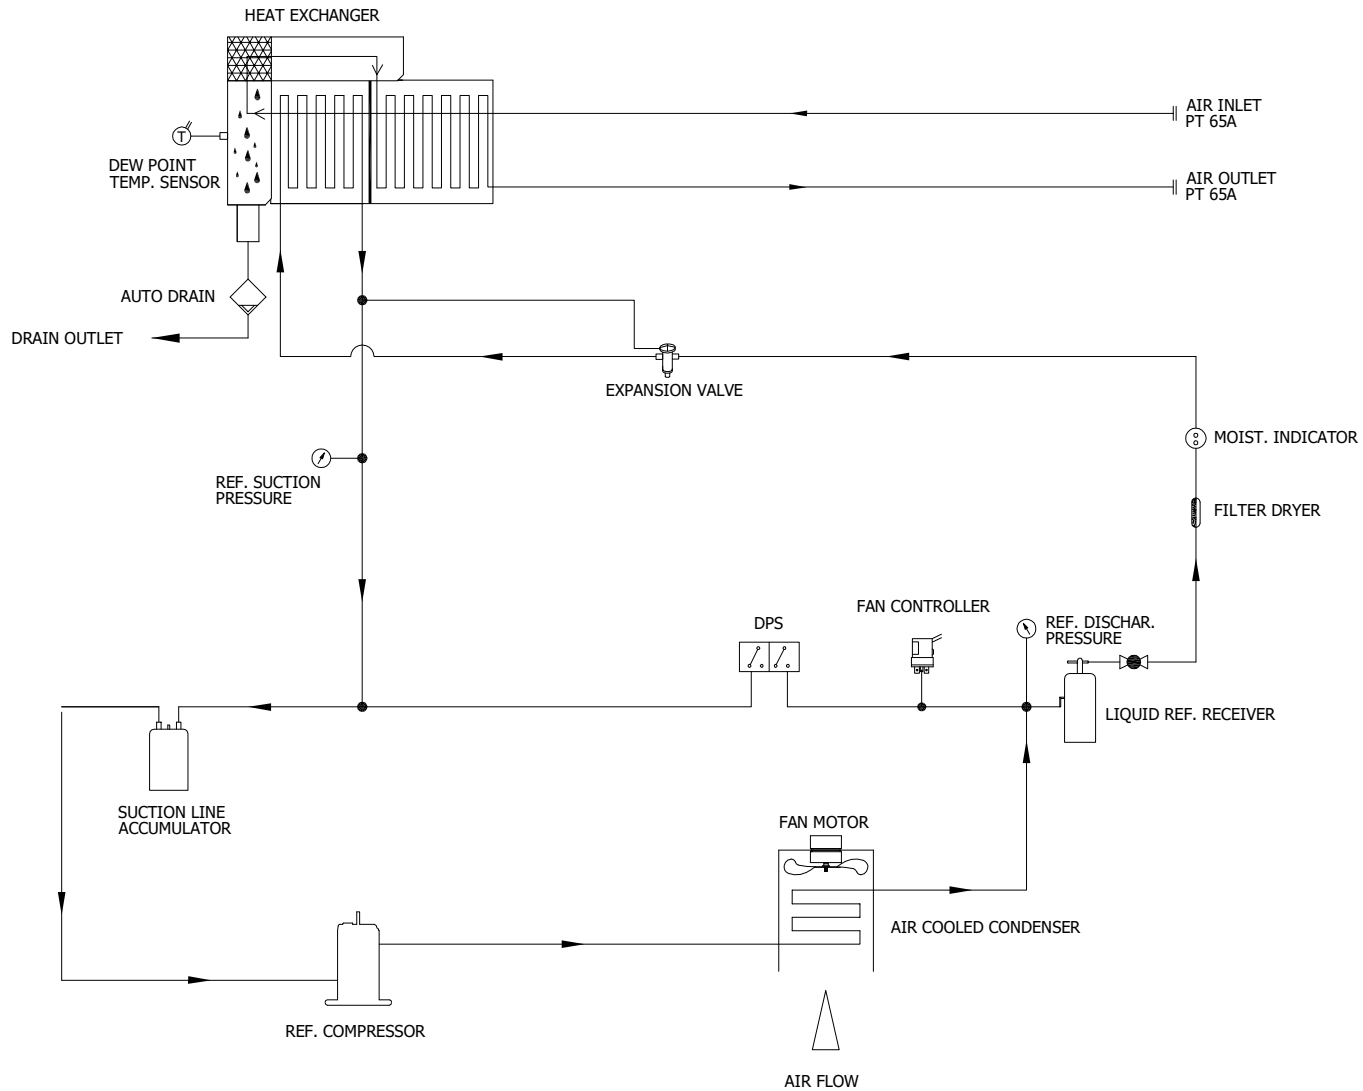 HEAT EXCHANGER
AIR INLET
PT 65A
T
DEW POINT
TEMP. SENSOR
AIR OUTLET
PT 65A
AUTO DRAIN
DRAIN OUTLET
EXPANSION VALVE
MOIST. INDICATOR
REF. SUCTION
PRESSURE
FILTER DRYER
FAN CONTROLLER
DPS
REF. DISCHAR.
PRESSURE
LIQUID REF. RECEIVER
SUCTION LINE
ACCUMULATOR
FAN MOTOR
AIR COOLED CONDENSER
REF. COMPRESSOR
AIR FLOW